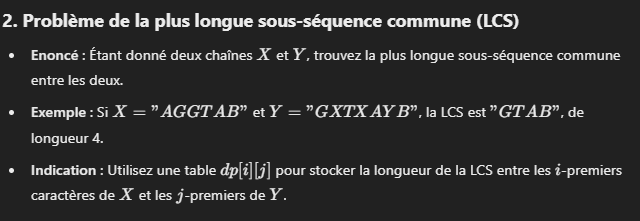 2. Problème de la plus longue sous-séquence commune (LCS)
• Enoncé : Étant donné deux chaînes X et Y, trouvez la plus longue sous-séquence commune
entre les deux.
• Exemple : Si X = "AGGTAB" et Y = "GXTXAYB", la LCS est "GTAB", de
longueur 4.
• Indication : Utilisez une table dp[i][j] pour stocker la longueur de la LCS entre les i-premiers
caractères de X et les j-premiers de Y.